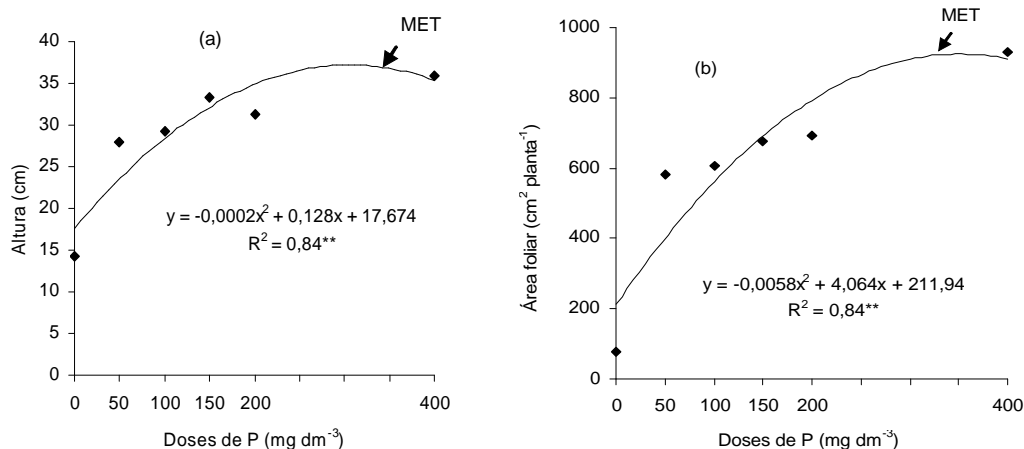 (a)
MET
40
35
30
25
20
15
10
5
0
Altura (cm)
y = -0,0002x² + 0,128x + 17,674
R² = 0,84**
0 50 100 150 200 400
Doses de P (mg dm⁻³)
MET
(b)
1000
800
600
400
200
0
Área foliar (cm² planta⁻¹)
y = -0,0058x² + 4,064x + 211,94
R² = 0,84**
0 50 100 150 200 400
Doses de P (mg dm⁻³)